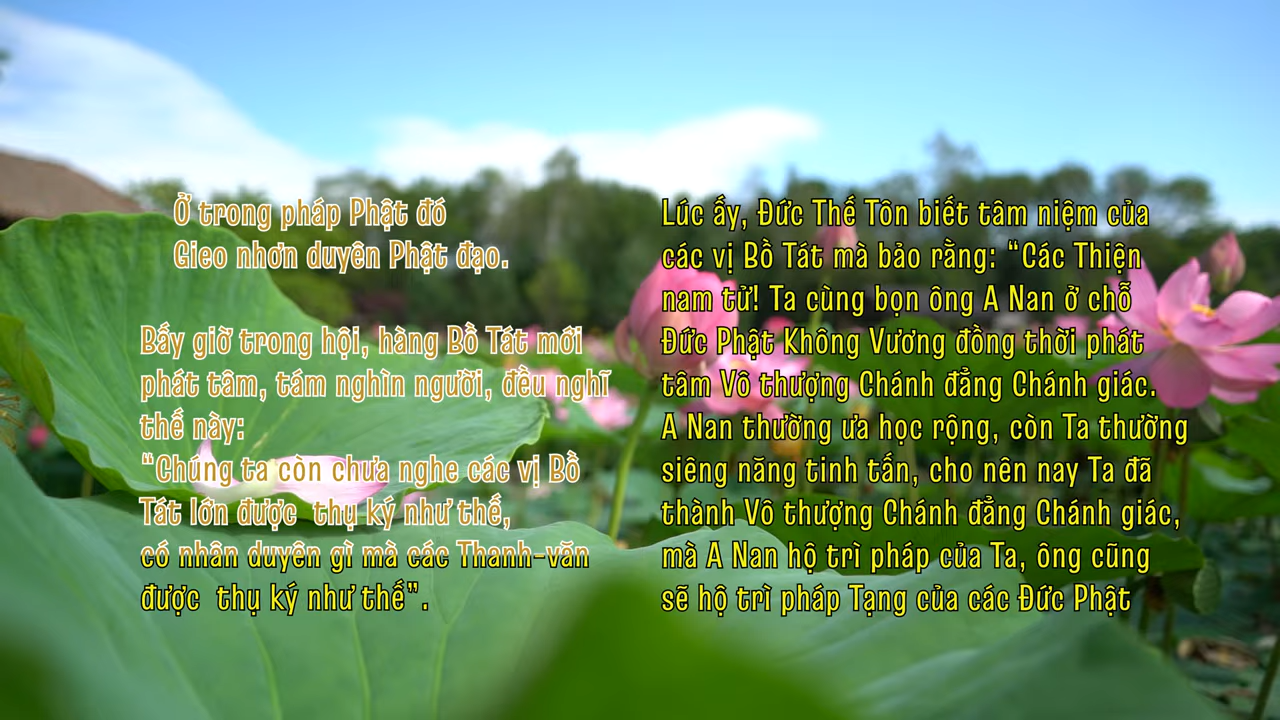 Ở trong pháp Phật đó
Gieo nhơn duyên Phật đạo.
Bấy giờ trong hội, hàng Bồ Tát mới
phát tâm, tám nghìn người, đều nghĩ
thế này:
“Chúng ta còn chưa nghe các vị Bồ
Tát lớn được thụ ký như thế,
có nhân duyên gì mà các Thanh-văn
được thụ ký như thế”.
Lúc ấy, Đức Thế Tôn biết tâm niệm của
các vị Bồ Tát mà bảo rằng: “Các Thiện
nam tử! Ta cùng bọn ông A Nan ở chỗ
Đức Phật Không Vương đồng thời phát
tâm Vô thượng Chánh đẳng Chánh giác.
A Nan thường ưa học rộng, còn Ta thường
siêng năng tinh tấn, cho nên nay Ta đã
thành Vô thượng Chánh đẳng Chánh giác,
mà A Nan hộ trì pháp của Ta, ông cũng
sẽ hộ trì pháp Tạng của các Đức Phật